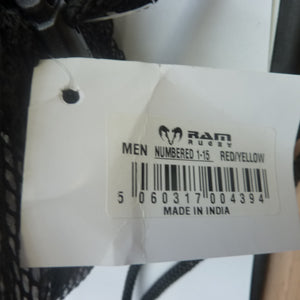 RAM
RUGBY
MEN NUMBERED 1-15 RED/YELLOW
5 060317 004394
MADE IN INDIA